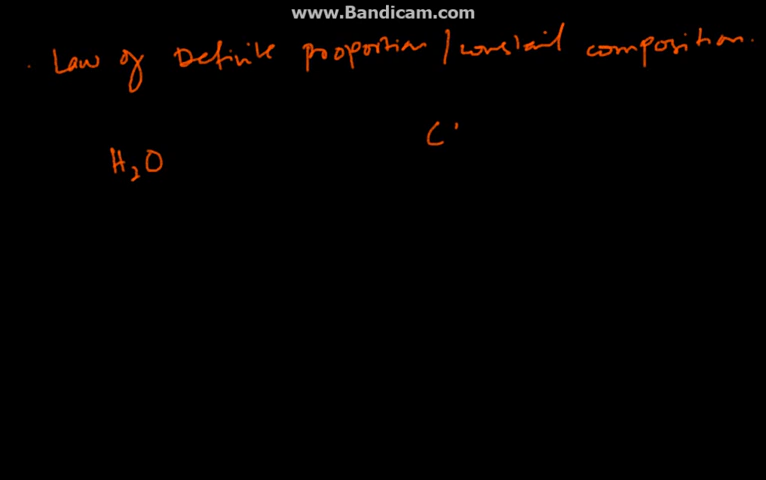 www.Bandicam.com
Law of Definite proportion / constant composition.
H₂O
C